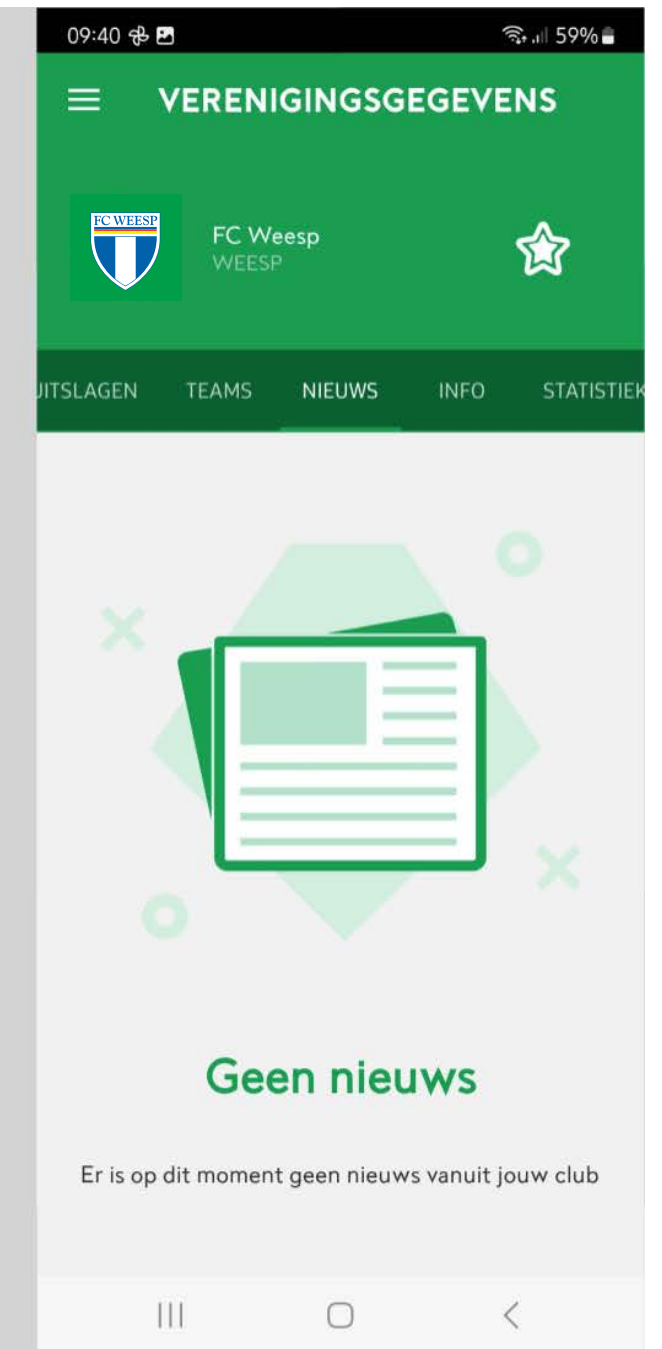 09:40
59%
VERENIGINGSGEGEVENS
FC WEESP
FC Weesp
WEESP
UITSLAGEN TEAMS NIEUWS INFO STATISTIEK
Geen nieuws
Er is op dit moment geen nieuws vanuit jouw club